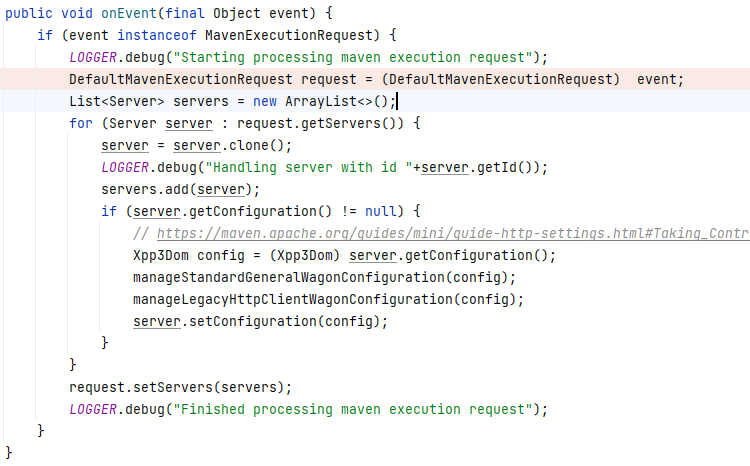 public void onEvent(final Object event) {
if (event instanceof MavenExecutionRequest) {
LOGGER.debug("Starting processing maven execution request");
DefaultMavenExecutionRequest request = (DefaultMavenExecutionRequest)  event;
List<Server> servers = new ArrayList<>();
for (Server server : request.getServers()) {
server = server.clone();
LOGGER.debug("Handling server with id "+server.getId());
servers.add(server);
if (server.getConfiguration() != null) {
// https://maven.apache.org/guides/mini/guide-http-settings.html#Taking_Contr
Xpp3Dom config = (Xpp3Dom) server.getConfiguration();
manageStandardGeneralWagonConfiguration(config);
manageLegacyHttpClientWagonConfiguration(config);
server.setConfiguration(config);
}
}
request.setServers(servers);
LOGGER.debug("Finished processing maven execution request");
}
}